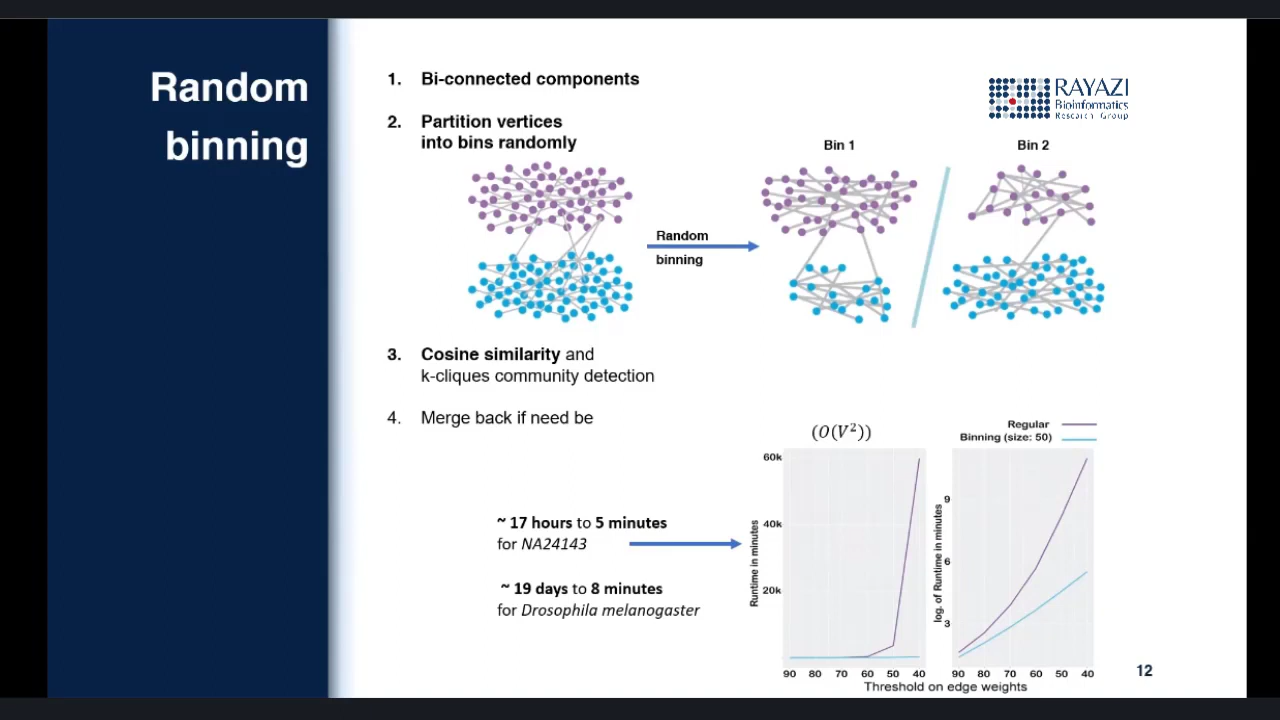 Random
binning
1. Bi-connected components
2. Partition vertices
into bins randomly
RAYAZI
Bioinformatics
Research Group
Bin 1
Bin 2
Random
binning
3. Cosine similarity and
k-cliques community detection
4. Merge back if need be
~ 17 hours to 5 minutes
for NA24143
~ 19 days to 8 minutes
for Drosophila melanogaster
(O(V²))
Regular
Binning (size: 50)
60k
40k
20k
Runtime in minutes
90 80 70 60 50 40
9
6
3
log. of Runtime in minutes
90 80 70 60 50 40
Threshold on edge weights
12